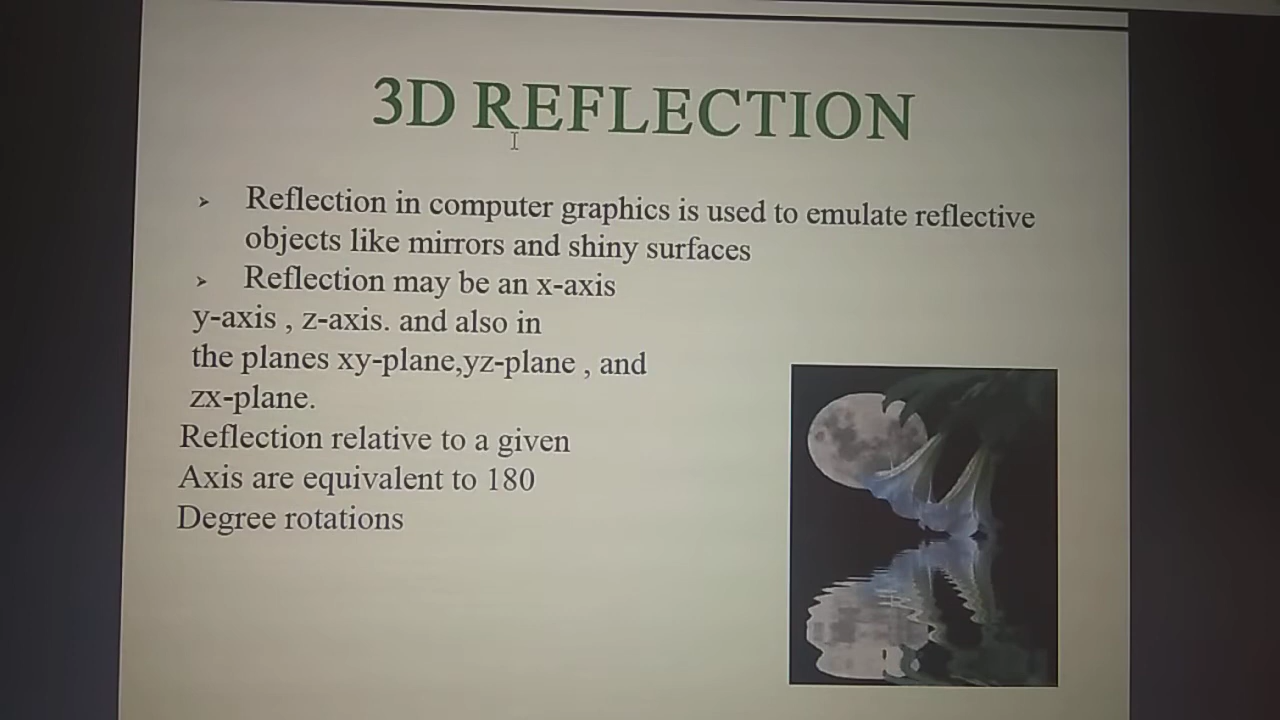 3D REFLECTION
Reflection in computer graphics is used to emulate reflective
objects like mirrors and shiny surfaces
Reflection may be an x-axis
y-axis , z-axis. and also in
the planes xy-plane,yz-plane , and
zx-plane.
Reflection relative to a given
Axis are equivalent to 180
Degree rotations